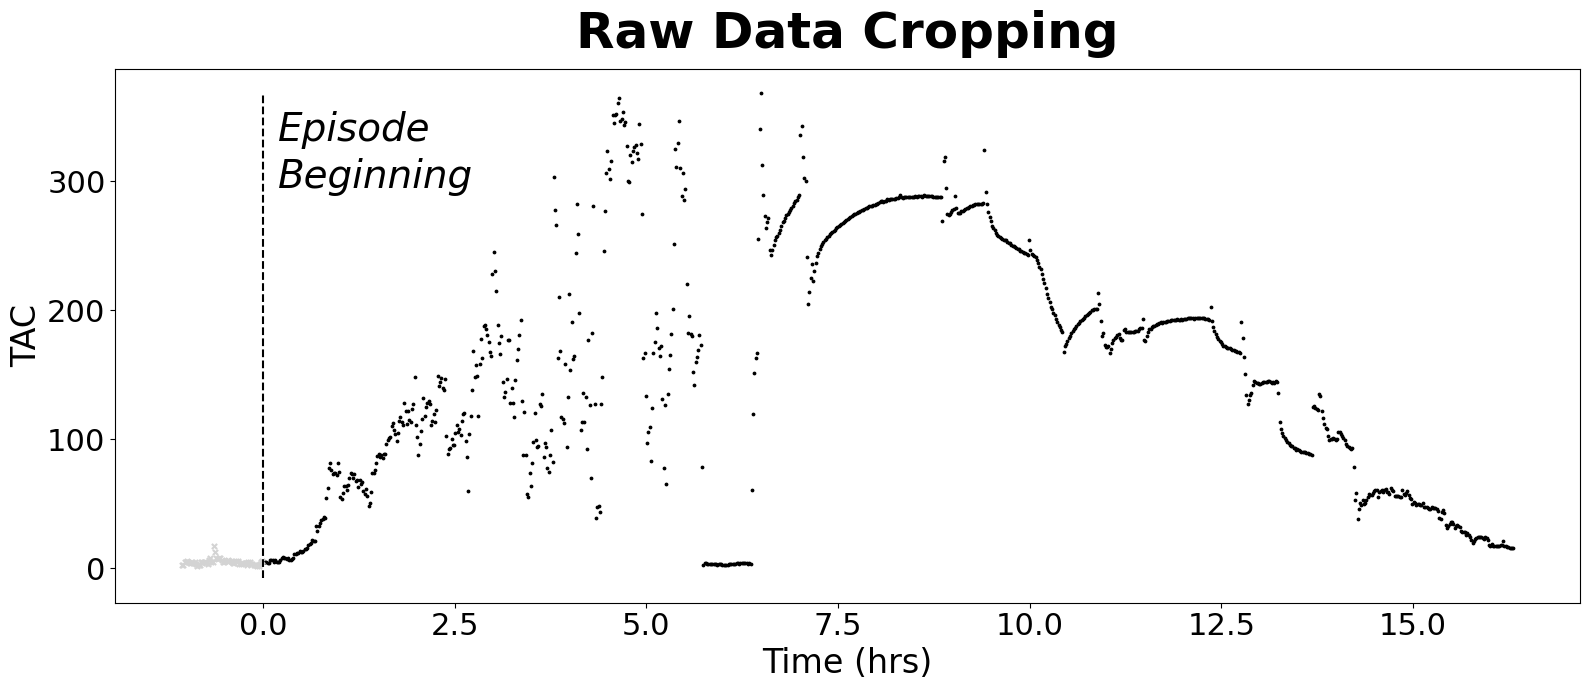 Raw Data Cropping
Episode
Beginning
TAC
300
200
100
0
0.0 2.5 5.0 7.5 10.0 12.5 15.0
Time (hrs)